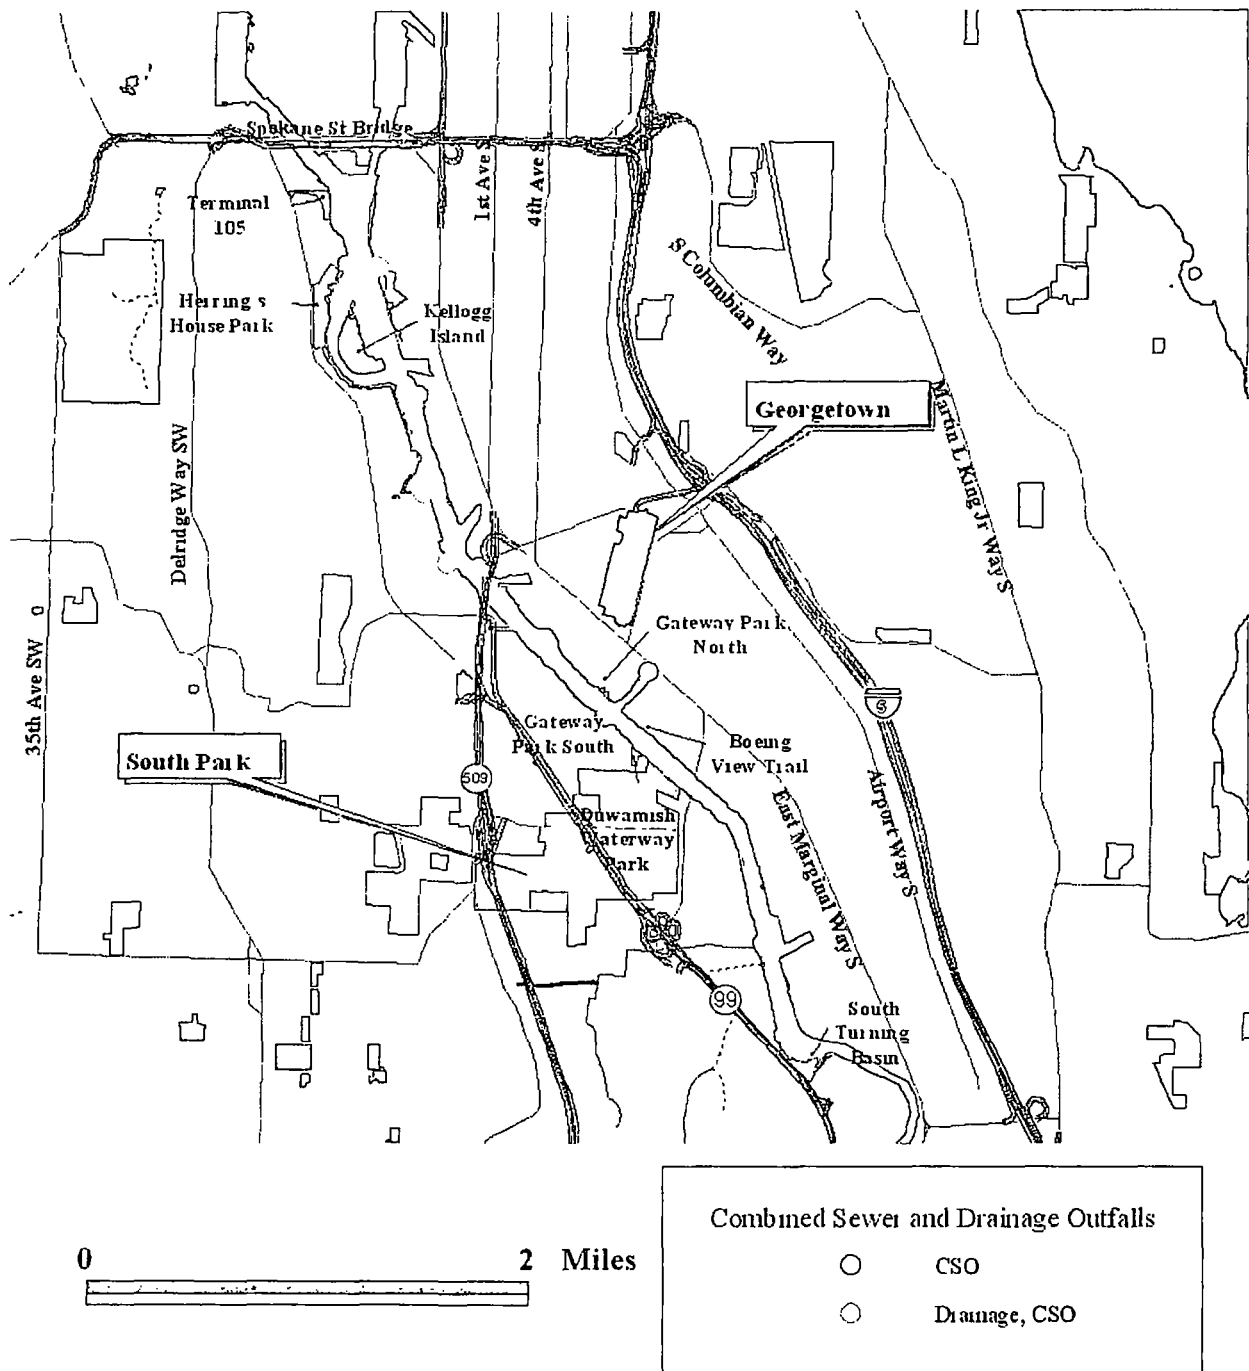 Spokane St Bridge
1st Ave S
4th Ave S
Terminal
105
S Columbian Way
Herring s
House Park
Kellogg
Island
Georgetown
Martin L King Jr Way S
Delridge Way SW
Gateway Park
North
35th Ave SW
Gateway
Park South
Boeing
View Trail
South Park
5
509
Duwamish
Waterway
Park
East Marginal Way S
Airport Way S
99
South
Turning
Basin
Combined Sewer and Drainage Outfalls
CSO
Drainage, CSO
0 2 Miles